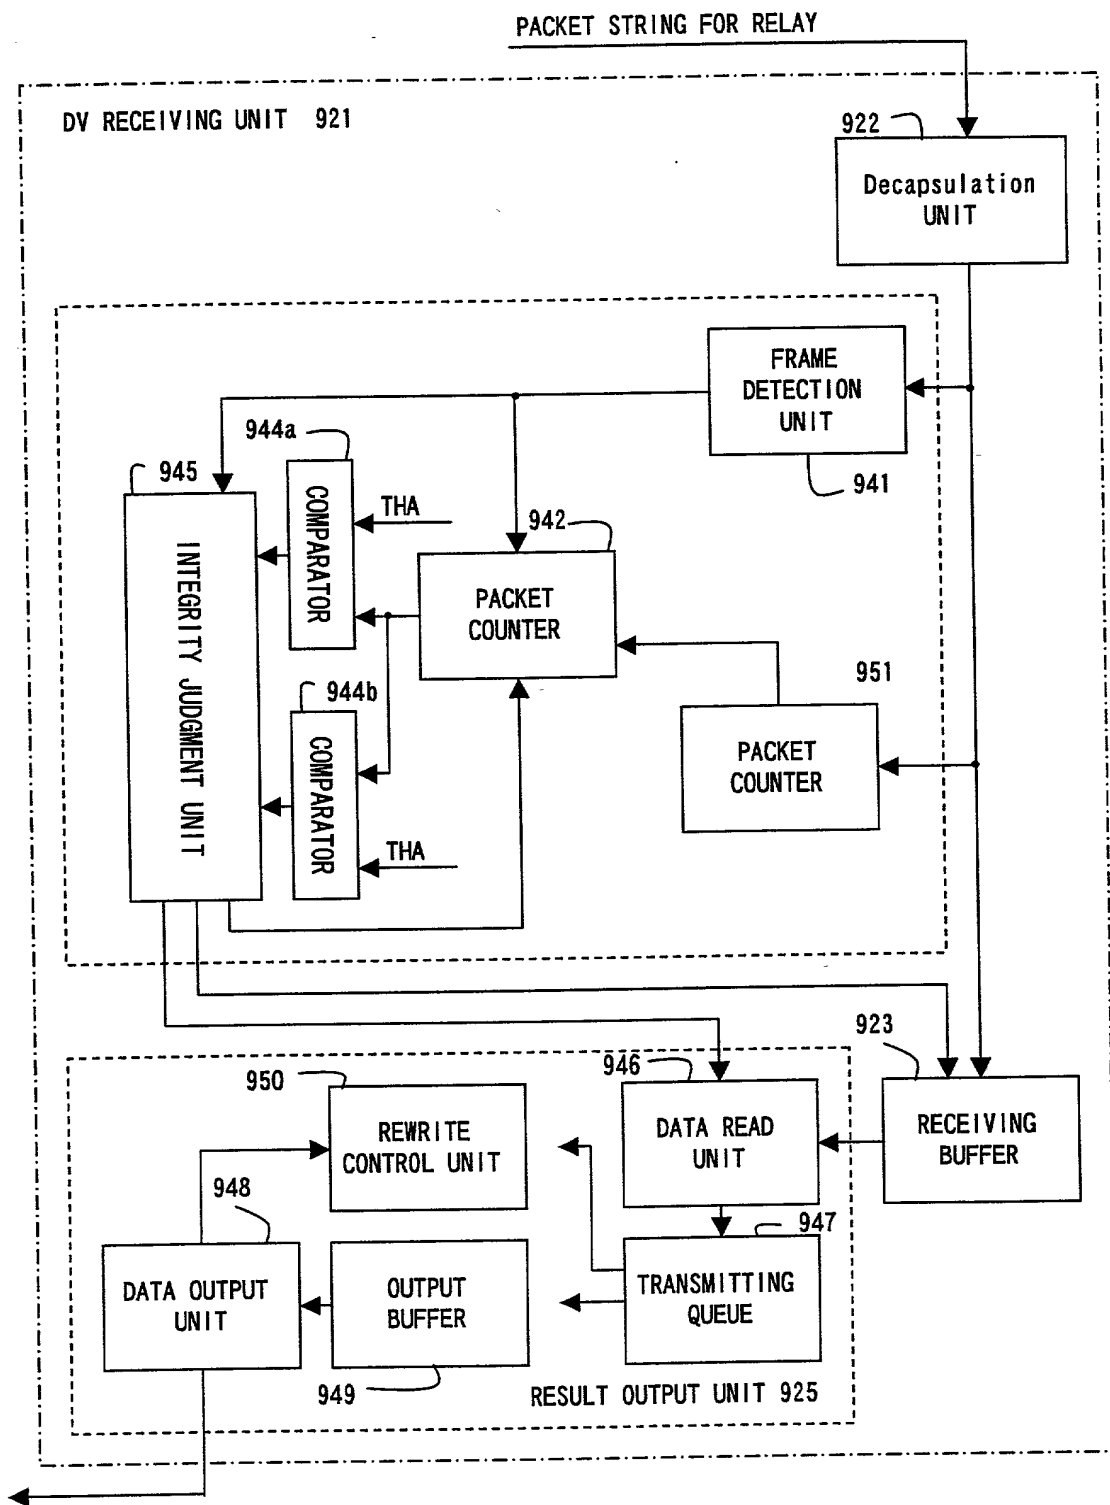 PACKET STRING FOR RELAY
DV RECEIVING UNIT 921
922
Decapsulation
UNIT
FRAME
DETECTION
UNIT
941
944a
945
COMPARATOR
THA
942
INTEGRITY JUDGMENT UNIT
PACKET
COUNTER
951
944b
COMPARATOR
PACKET
COUNTER
THA
923
946
950
RECEIVING
BUFFER
DATA READ
UNIT
REWRITE
CONTROL UNIT
948
947
DATA OUTPUT
UNIT
OUTPUT
BUFFER
TRANSMITTING
QUEUE
949
RESULT OUTPUT UNIT 925